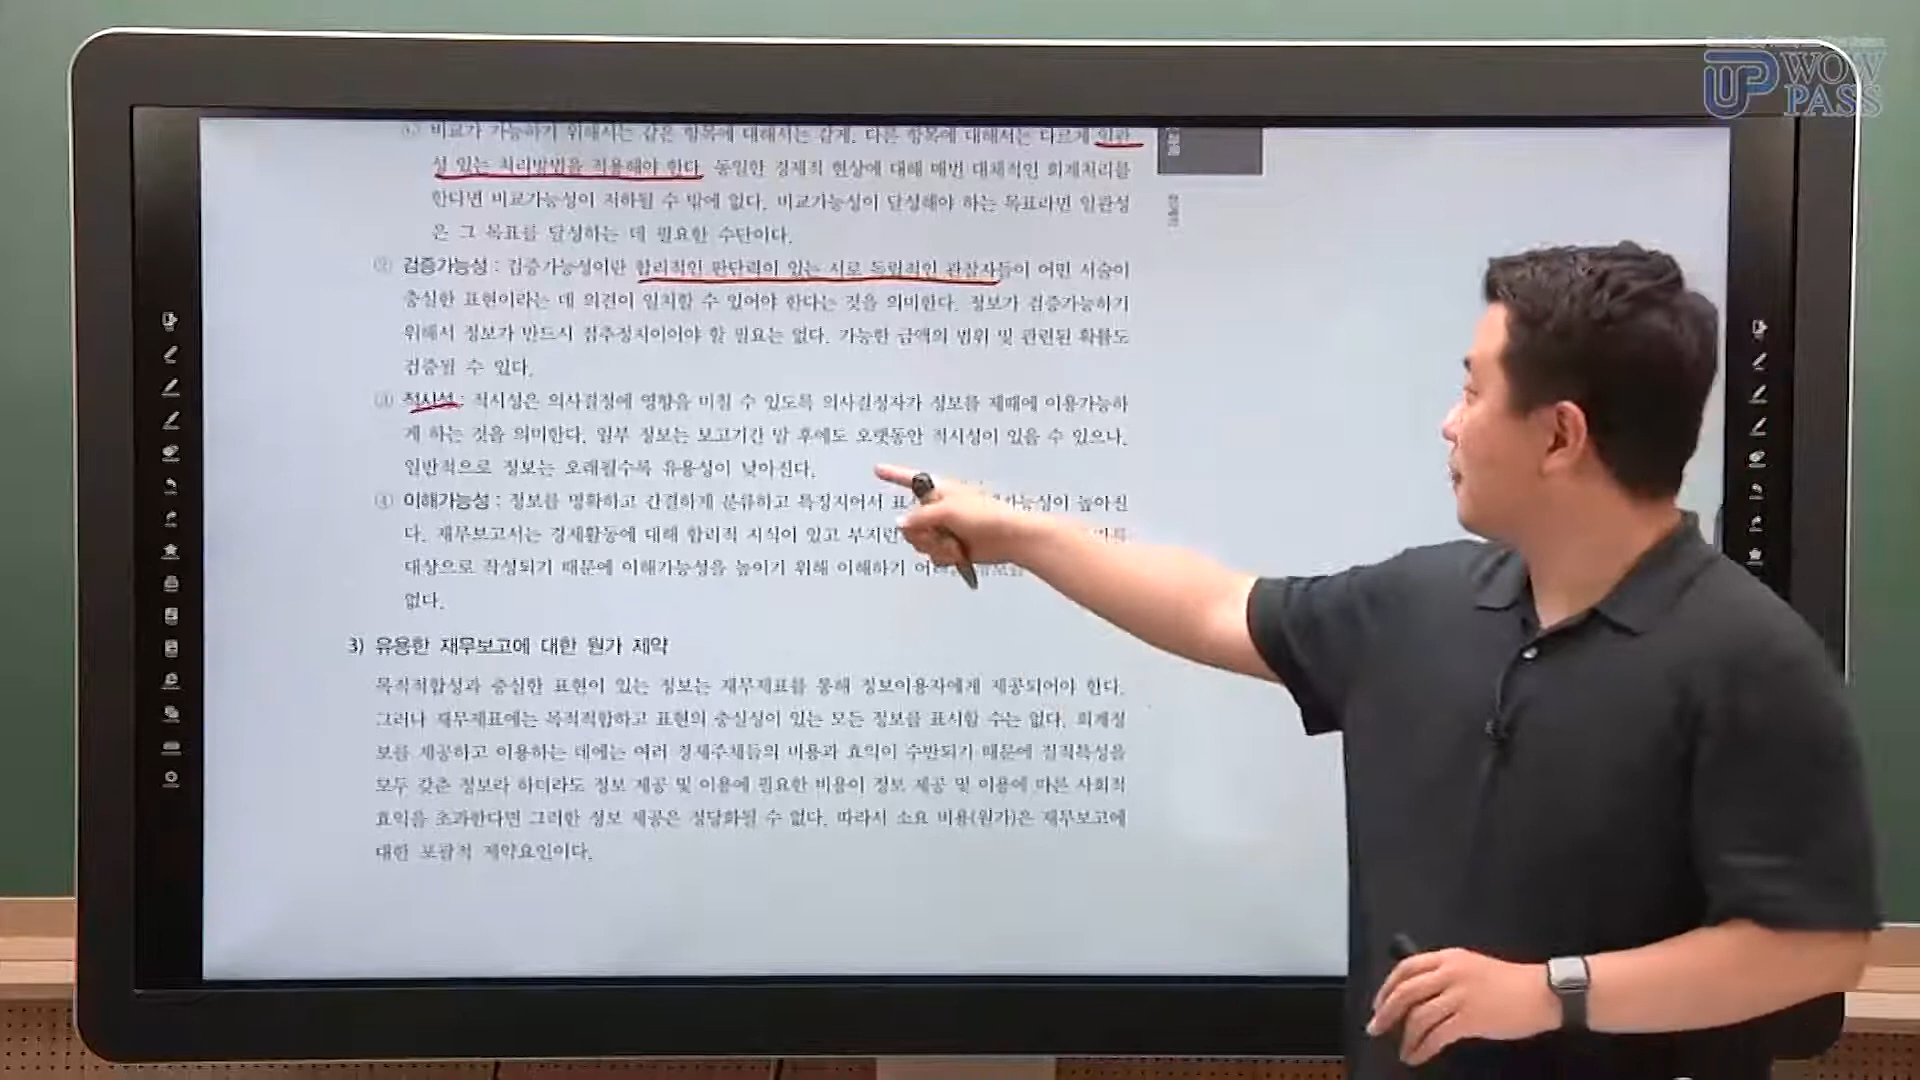 비교가 가능하기 위해서는 같은 항목에 대해서는 같게, 다른 항목에 대해서는 다르게 일관
성 있는 처리방법을 적용해야 한다. 동일한 경제적 현상에 대해 매번 대체적인 회계처리를
한다면 비교가능성이 저하될 수 밖에 없다. 비교가능성이 달성해야 하는 목표라면 일관성
은 그 목표를 달성하는 데 필요한 수단이다.
② 검증가능성 : 검증가능성이란 합리적인 판단력이 있는 서로 독립적인 관찰자들이 어떤 서술이
충실한 표현이라는 데 의견이 일치할 수 있어야 한다는 것을 의미한다. 정보가 검증가능하기
위해서 정보가 반드시 점추정치이어야 할 필요는 없다. 가능한 금액의 범위 및 관련된 확률도
검증될 수 있다.
③ 적시성 : 적시성은 의사결정에 영향을 미칠 수 있도록 의사결정자가 정보를 제때에 이용가능하
게 하는 것을 의미한다. 일부 정보는 보고기간 말 후에도 오랫동안 적시성이 있을 수 있으나,
일반적으로 정보는 오래될수록 유용성이 낮아진다.
④ 이해가능성 : 정보를 명확하고 간결하게 분류하고 특징지어서 표 가능성이 높아진
다. 재무보고서는 경제활동에 대해 합리적 지식이 있고 부지런
대상으로 작성되기 때문에 이해가능성을 높이기 위해 이해하기
없다.
3) 유용한 재무보고에 대한 원가 제약
목적적합성과 충실한 표현이 있는 정보는 재무제표를 통해 정보이용자에게 제공되어야 한다.
그러나 재무제표에는 목적적합하고 표현의 충실성이 있는 모든 정보를 표시할 수는 없다. 회계정
보를 제공하고 이용하는 데에는 여러 경제주체들의 비용과 효익이 수반되기 때문에 질적특성을
모두 갖춘 정보라 하더라도 정보 제공 및 이용에 필요한 비용이 정보 제공 및 이용에 따른 사회적
효익을 초과한다면 그러한 정보 제공은 정당화될 수 없다. 따라서 소요 비용(원가)은 재무보고에
대한 포괄적 제약요인이다.
UP WOW
PASS